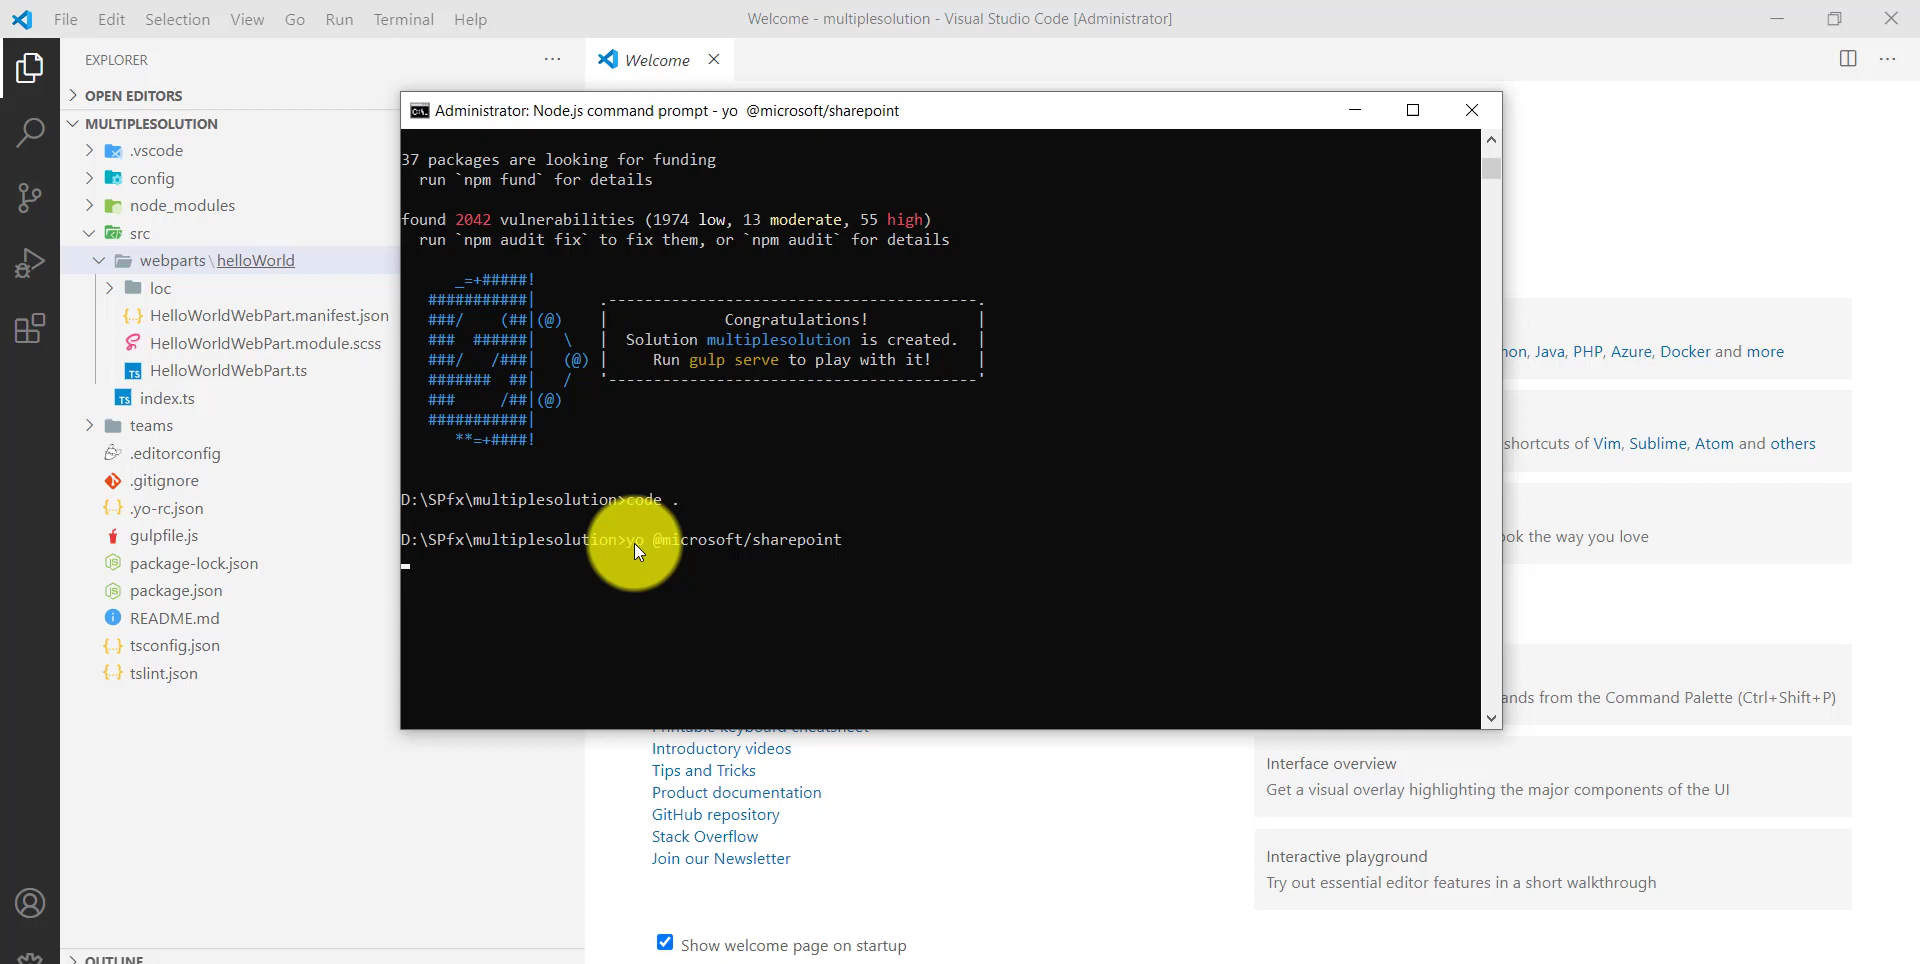 File Edit Selection View Go Run Terminal Help
Welcome - multiplesolution - Visual Studio Code [Administrator]
EXPLORER
Welcome
OPEN EDITORS
MULTIPLESOLUTION
.vscode
config
node_modules
src
webparts\helloWorld
loc
HelloWorldWebPart.manifest.json
HelloWorldWebPart.module.scss
HelloWorldWebPart.ts
index.ts
teams
.editorconfig
.gitignore
.yo-rc.json
gulpfile.js
package-lock.json
package.json
README.md
tsconfig.json
tslint.json
OUTLINE
Administrator: Node.js command prompt - yo @microsoft/sharepoint
37 packages are looking for funding
run `npm fund` for details
found 2042 vulnerabilities (1974 low, 13 moderate, 55 high)
run `npm audit fix` to fix them, or `npm audit` for details
_=+#####!
###########|
###/    (##|(@)
###  ######|   \
###/   /###|   (@)
#######  ##|   /
###     /##|(@)
###########|
**=+####!
Congratulations!
Solution multiplesolution is created.
Run gulp serve to play with it!
D:\SPfx\multiplesolution>code .
D:\SPfx\multiplesolution>yo @microsoft/sharepoint
Java, PHP, Azure, Docker and more
shortcuts of Vim, Sublime, Atom and others
the way you love
from the Command Palette (Ctrl+Shift+P)
Introductory videos
Tips and Tricks
Product documentation
GitHub repository
Stack Overflow
Join our Newsletter
Interface overview
Get a visual overlay highlighting the major components of the UI
Interactive playground
Try out essential editor features in a short walkthrough
Show welcome page on startup